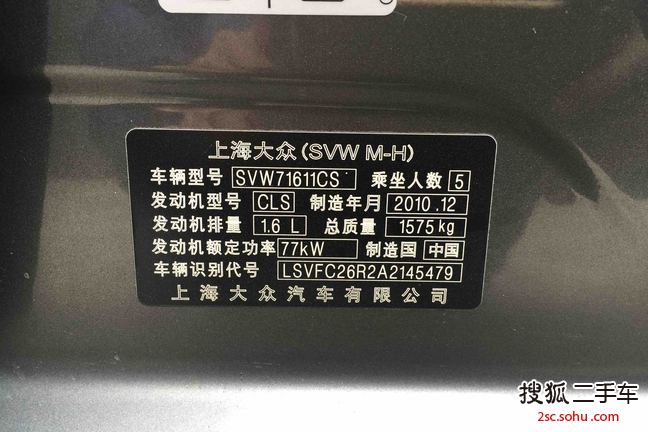 上海大众(SVW M-H)
车辆型号 SVW71611CS 乘坐人数 5
发动机型号 CLS 制造年月 2010.12
发动机排量 1.6 L 总质量 1575kg
发动机额定功率 77kW 制造国 中国
车辆识别代号 LSVFC26R2A2145479
上海大众汽车有限公司
搜狐二手车
2sc.sohu.com